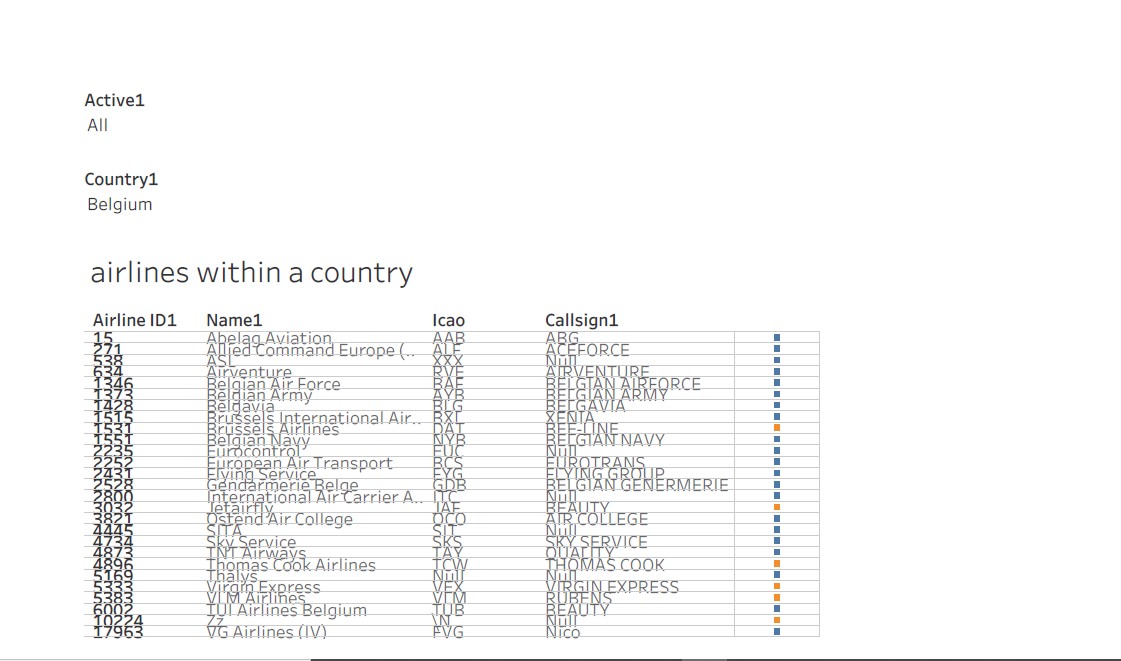 Active1
All
Country1
Belgium
airlines within a country
Airline ID1 Name1 Icao Callsign1
15 Abelag Aviation AAB ABG
271 Allied Command Europe (.. ALF ACEFORCE
538 ASL XXX Null
634 Airventure RVE AIRVENTURE
1346 Belgian Air Force BAF BELGIAN AIRFORCE
1373 Belgian Army AYB BELGIAN ARMY
1428 Belgavia BLG BELGAVIA
1515 Brussels International Air.. BXI XENIA
1531 Brussels Airlines DAT BEE-LINE
1551 Belgian Navy NYB BELGIAN NAVY
2235 Eurocontrol EUC Null
2252 European Air Transport BCS EUROTRANS
2431 Flying Service FYG FLYING GROUP
2528 Gendarmerie Belge GDB BELGIAN GENERMERIE
2800 International Air Carrier A.. ITC Null
3032 Jetairfly JAF BEAUTY
3821 Ostend Air College OCO AIR COLLEGE
4445 SITA SIT Null
4734 Sky Service SKS SKY SERVICE
4873 TNT Airways TAY QUALITY
4896 Thomas Cook Airlines TCW THOMAS COOK
5169 Thalys Null Null
5333 Virgin Express VEX VIRGIN EXPRESS
5383 VLM Airlines VLM RUBENS
6002 TUI Airlines Belgium TUB BEAUTY
10224 Zz \N Null
17963 VG Airlines (IV) FVG Nico